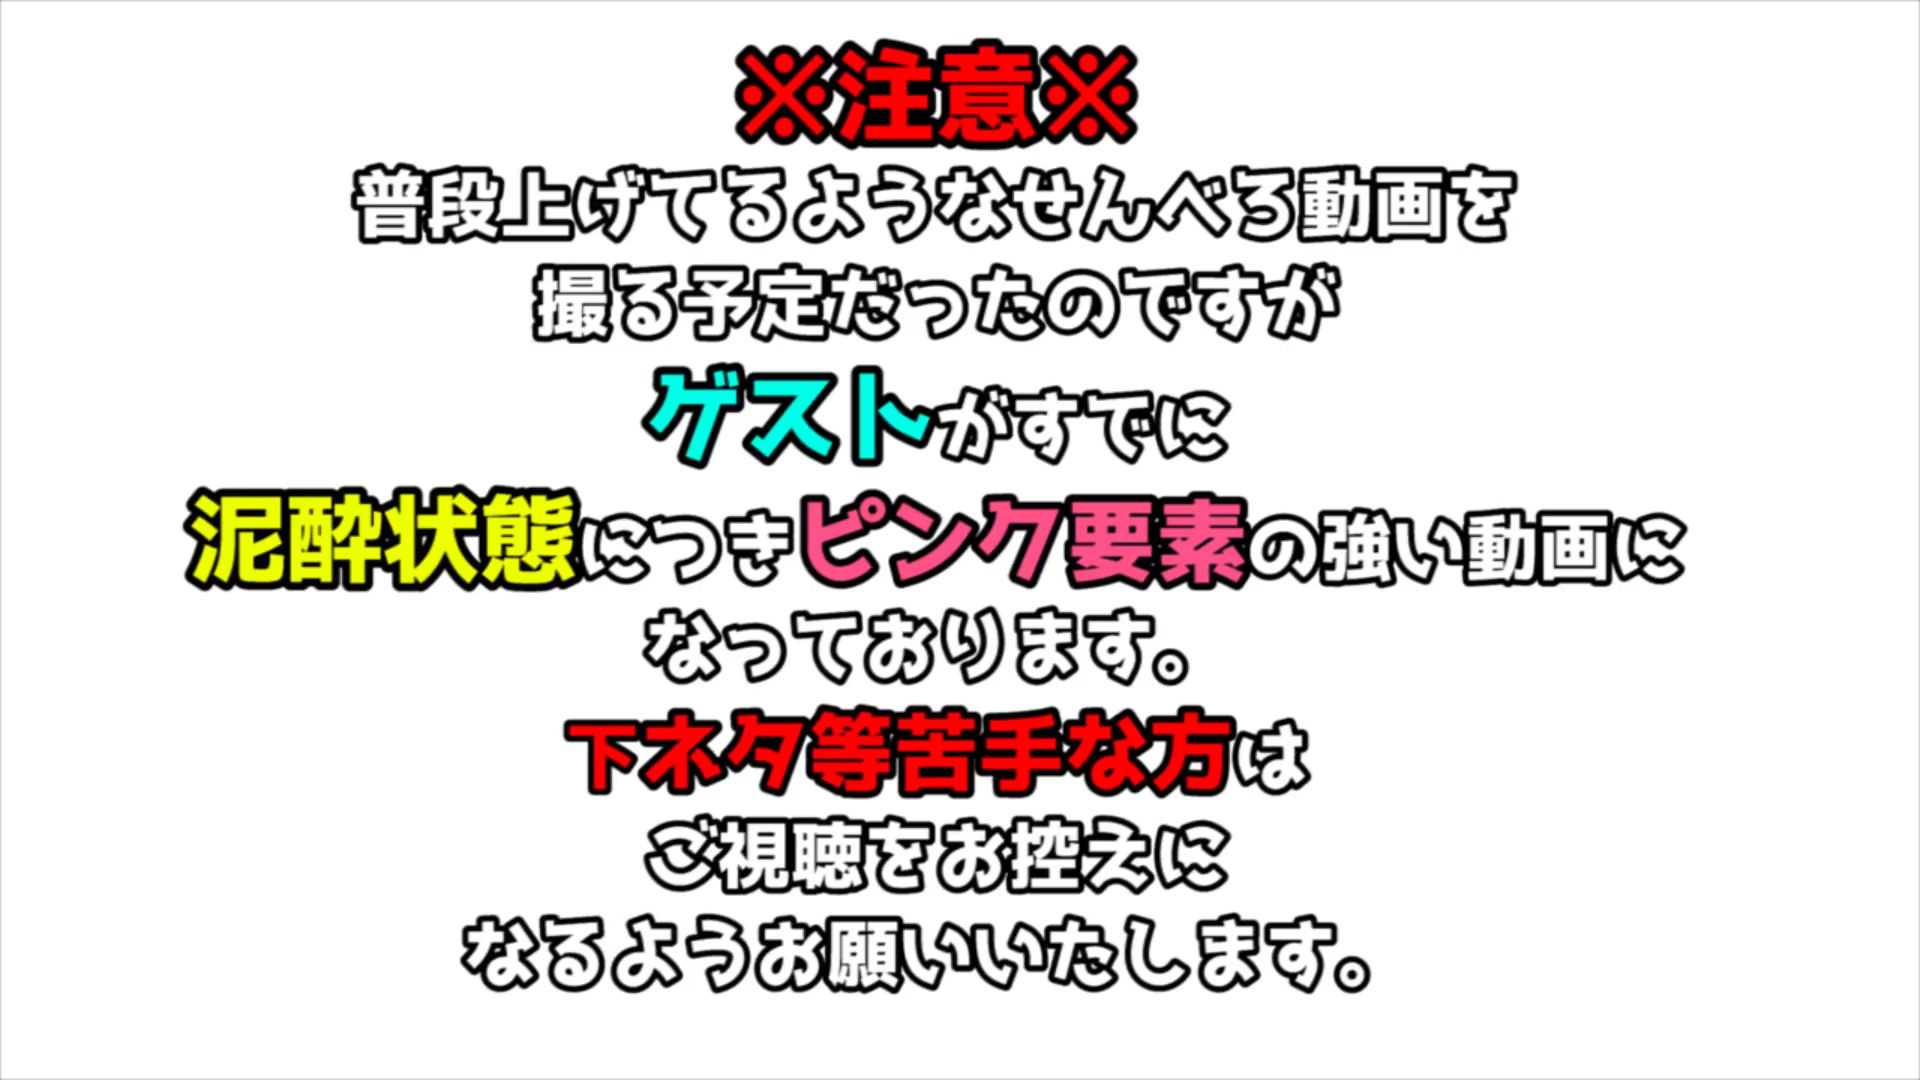 ※注意※
普段上げてるようなせんべろ動画を
撮る予定だったのですが
ゲストがすでに
泥酔状態につきピンク要素の強い動画に
なっております。
下ネタ等苦手な方は
ご視聴をお控えに
なるようお願いいたします。